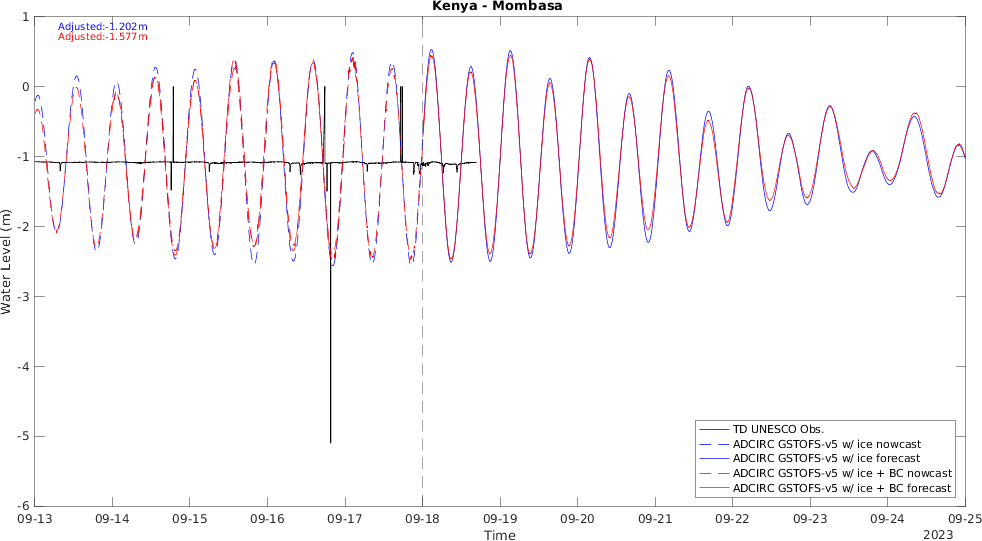 Kenya - Mombasa
Adjusted:-1.202m
Adjusted:-1.577m
1
0
-1
-2
-3
-4
-5
-6
Water Level (m)
TD UNESCO Obs.
ADCIRC GSTOFS-v5 w/ ice nowcast
ADCIRC GSTOFS-v5 w/ ice forecast
ADCIRC GSTOFS-v5 w/ ice + BC nowcast
ADCIRC GSTOFS-v5 w/ ice + BC forecast
09-13 09-14 09-15 09-16 09-17 09-18 09-19 09-20 09-21 09-22 09-23 09-24 09-25
Time
2023